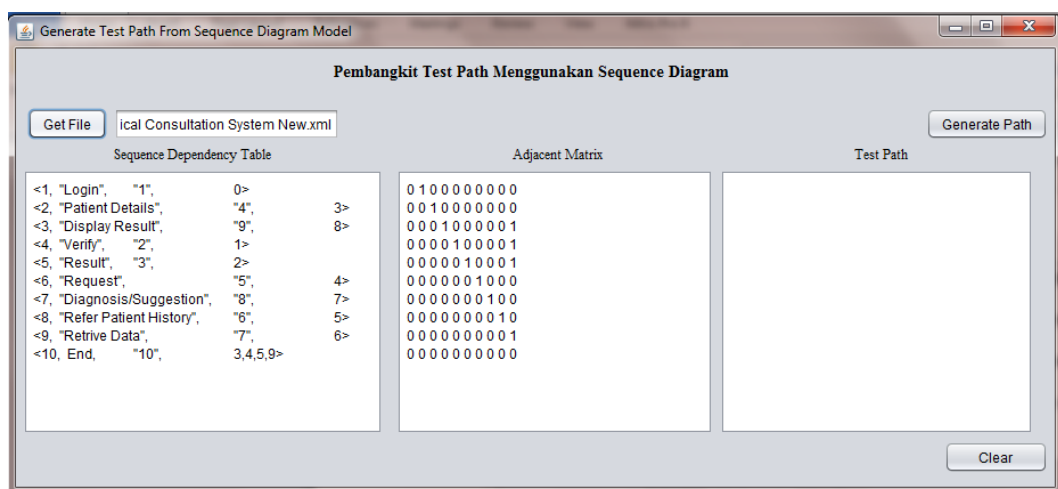 Generate Test Path From Sequence Diagram Model
Pembangkit Test Path Menggunakan Sequence Diagram
Get File ical Consultation System New.xml Generate Path
Sequence Dependency Table Adjacent Matrix Test Path
<1, "Login", "1", 0>
<2, "Patient Details", "4", 3>
<3, "Display Result", "9", 8>
<4, "Verify", "2", 1>
<5, "Result", "3", 2>
<6, "Request", "5", 4>
<7, "Diagnosis/Suggestion", "8", 7>
<8, "Refer Patient History", "6", 5>
<9, "Retrive Data", "7", 6>
<10, End, "10", 3,4,5,9>
0 1 0 0 0 0 0 0 0 0
0 0 1 0 0 0 0 0 0 0
0 0 0 1 0 0 0 0 0 1
0 0 0 0 1 0 0 0 0 1
0 0 0 0 0 1 0 0 0 1
0 0 0 0 0 0 1 0 0 0
0 0 0 0 0 0 0 1 0 0
0 0 0 0 0 0 0 0 1 0
0 0 0 0 0 0 0 0 0 1
0 0 0 0 0 0 0 0 0 0
Clear